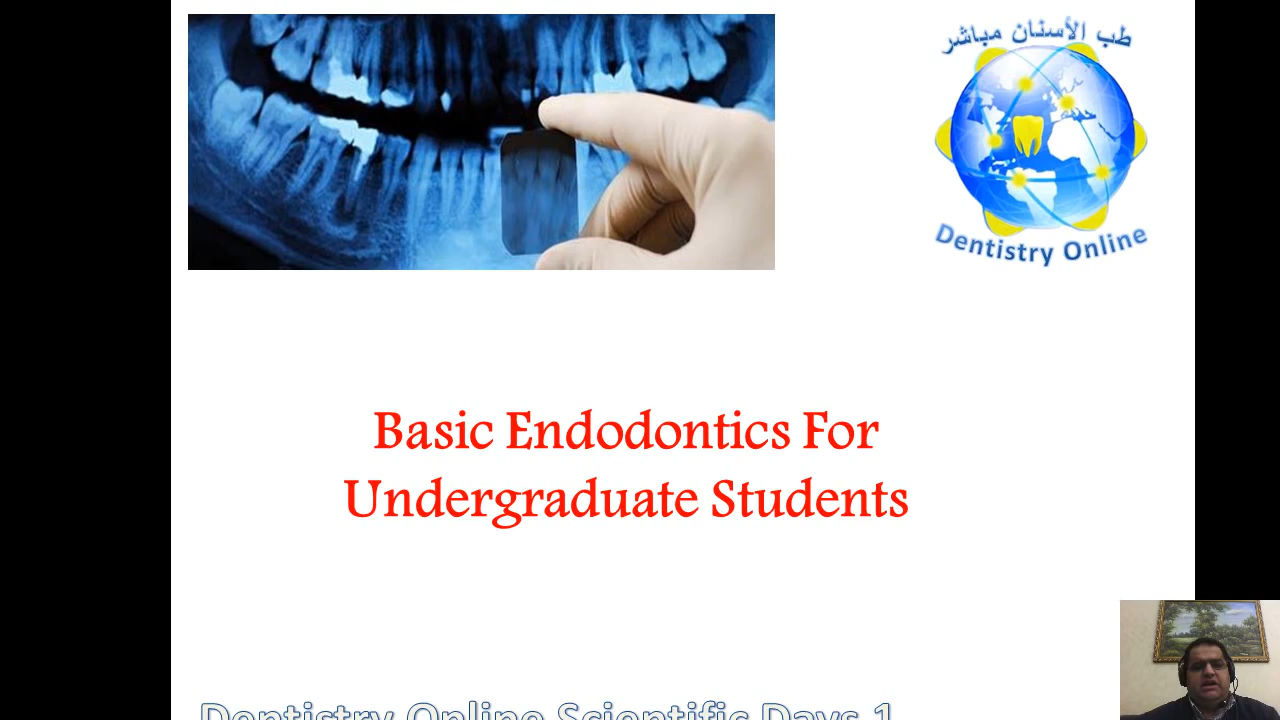 طب الأسنان مباشر
Dentistry Online
Basic Endodontics For
Undergraduate Students
Dentistry Online Scientific Days 1